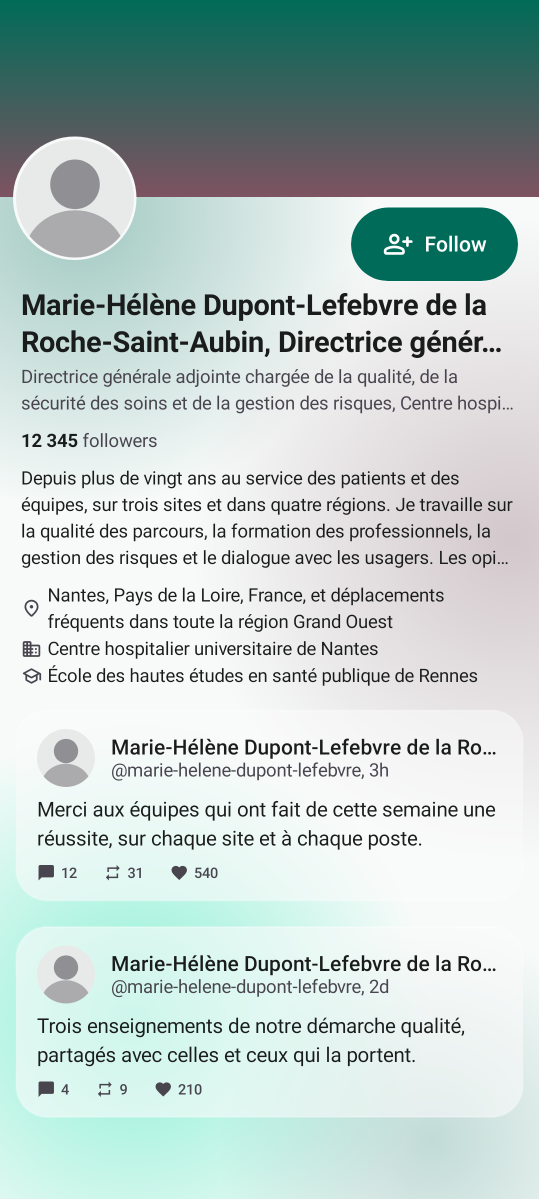 Follow
Marie-Hélène Dupont-Lefebvre de la
Roche-Saint-Aubin, Directrice génér…
Directrice générale adjointe chargée de la qualité, de la
sécurité des soins et de la gestion des risques, Centre hospi…
12 345 followers
Depuis plus de vingt ans au service des patients et des
équipes, sur trois sites et dans quatre régions. Je travaille sur
la qualité des parcours, la formation des professionnels, la
gestion des risques et le dialogue avec les usagers. Les opi…
Nantes, Pays de la Loire, France, et déplacements
fréquents dans toute la région Grand Ouest
Centre hospitalier universitaire de Nantes
École des hautes études en santé publique de Rennes
Marie-Hélène Dupont-Lefebvre de la Ro…
@marie-helene-dupont-lefebvre, 3h
Merci aux équipes qui ont fait de cette semaine une
réussite, sur chaque site et à chaque poste.
12 31 540
Marie-Hélène Dupont-Lefebvre de la Ro…
@marie-helene-dupont-lefebvre, 2d
Trois enseignements de notre démarche qualité,
partagés avec celles et ceux qui la portent.
4 9 210